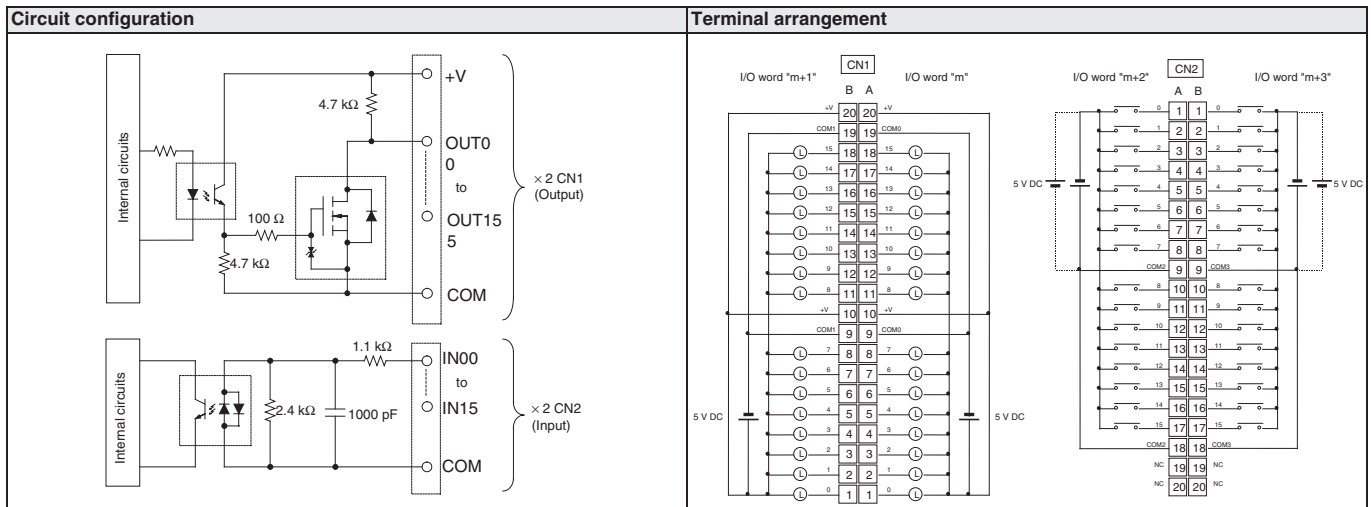 Circuit configuration
Terminal arrangement
Internal circuits
+V
4.7 kΩ
OUT0
0
to
× 2 CN1
(Output)
100 Ω
OUT15
5
4.7 kΩ
COM
Internal circuits
1.1 kΩ
IN00
to
2.4 kΩ
1000 pF
IN15
× 2 CN2
(Input)
COM
CN1
I/O word "m+1"
I/O word "m"
B A
+V 20 20 +V
COM1 19 19 COM0
L 15 18 18 15 L
L 14 17 17 14 L
L 13 16 16 13 L
L 12 15 15 12 L
L 11 14 14 11 L
L 10 13 13 10 L
L 9 12 12 9 L
L 8 11 11 8 L
+V 10 10 +V
COM1 9 9 COM0
L 7 8 8 7 L
L 6 7 7 6 L
L 5 6 6 5 L
5 V DC L 4 5 5 4 L 5 V DC
L 3 4 4 3 L
L 2 3 3 2 L
L 1 2 2 1 L
L 0 1 1 0 L
CN2
I/O word "m+2"
I/O word "m+3"
A B
0 1 1 0
1 2 2 1
2 3 3 2
3 4 4 3
5 V DC 4 5 5 4 5 V DC
5 6 6 5
6 7 7 6
7 8 8 7
COM2 9 9 COM3
8 10 10 8
9 11 11 9
10 12 12 10
11 13 13 11
12 14 14 12
13 15 15 13
14 16 16 14
15 17 17 15
COM2 18 18 COM3
NC 19 19 NC
NC 20 20 NC